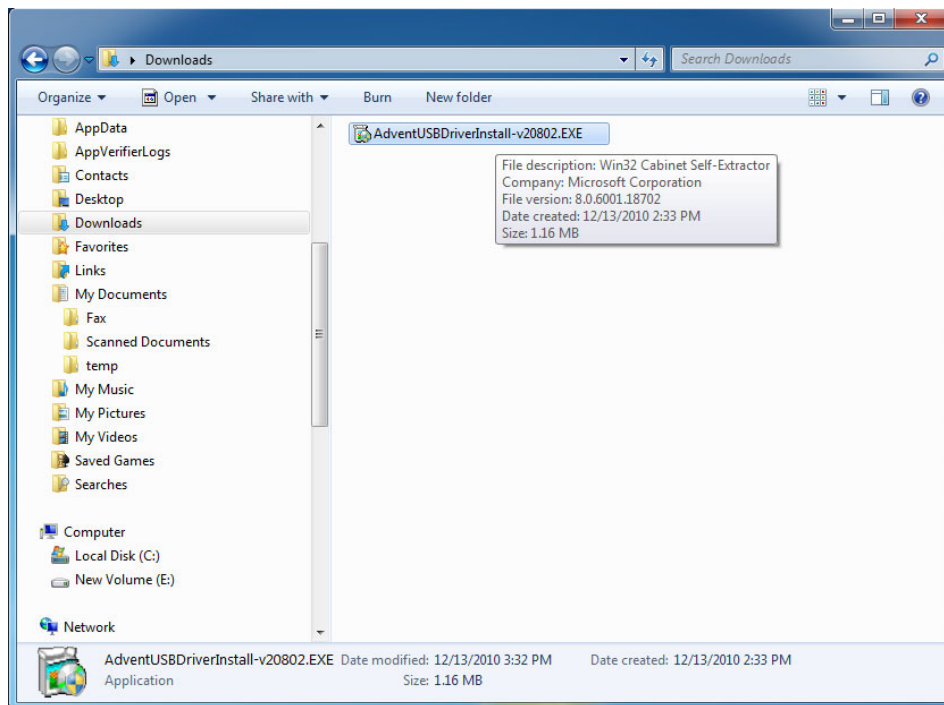 Downloads
Search Downloads
Organize Open Share with Burn New folder
AppData
AppVerifierLogs
Contacts
Desktop
Downloads
Favorites
Links
My Documents
Fax
Scanned Documents
temp
My Music
My Pictures
My Videos
Saved Games
Searches
Computer
Local Disk (C:)
New Volume (E:)
Network
AdventUSBDriverInstall-v20802.EXE
File description: Win32 Cabinet Self-Extractor
Company: Microsoft Corporation
File version: 8.0.6001.18702
Date created: 12/13/2010 2:33 PM
Size: 1.16 MB
AdventUSBDriverInstall-v20802.EXE Date modified: 12/13/2010 3:32 PM Date created: 12/13/2010 2:33 PM
Application Size: 1.16 MB